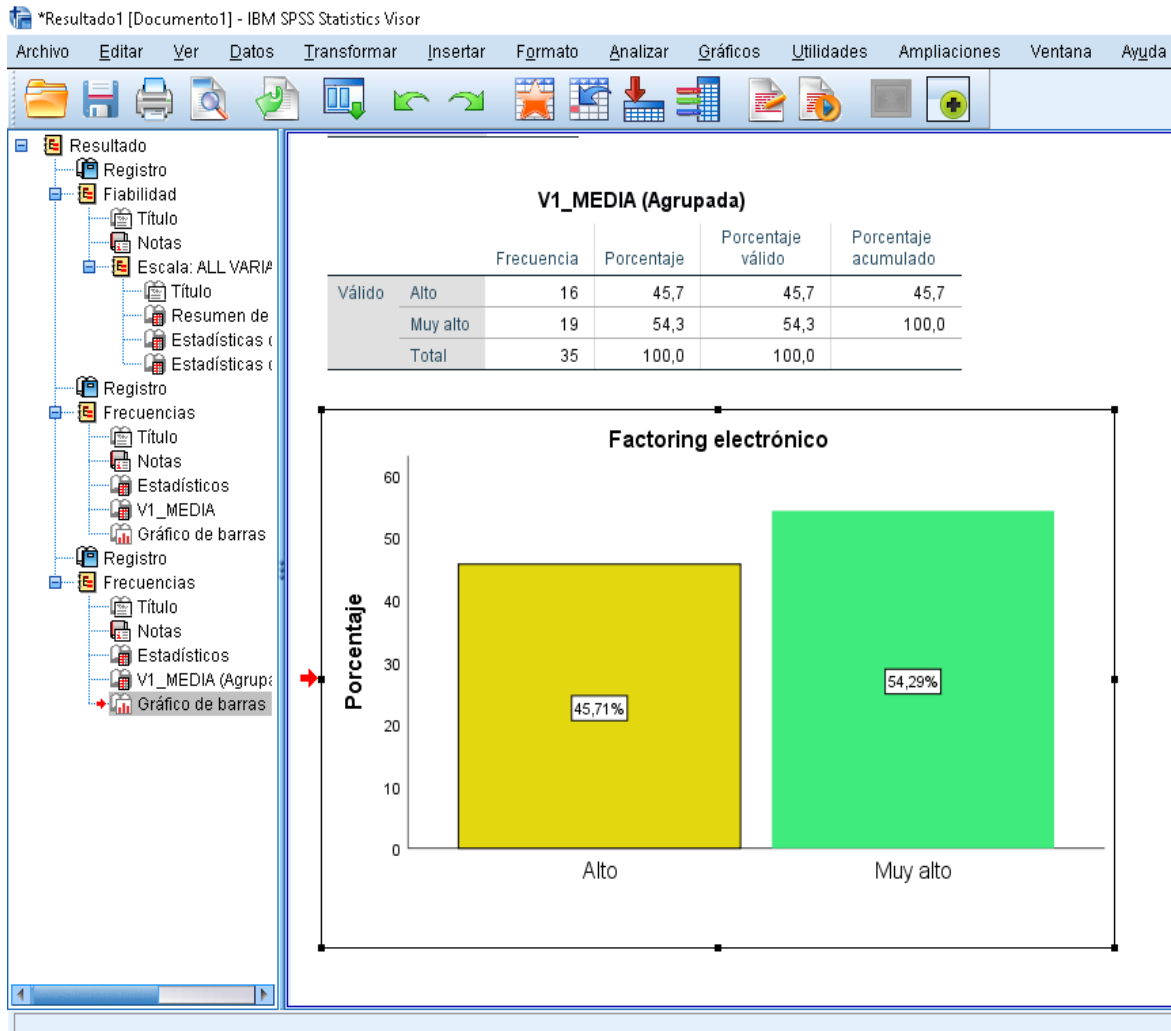 *Resultado1 [Documento1] - IBM SPSS Statistics Visor
Archivo Editar Ver Datos Transformar Insertar Formato Analizar Gráficos Utilidades Ampliaciones Ventana Ayuda
Resultado
Registro
Fiabilidad
Título
Notas
Escala: ALL VARIA
Título
Resumen de
Estadísticas
Estadísticas
Registro
Frecuencias
Título
Notas
Estadísticos
V1_MEDIA
Gráfico de barras
Registro
Frecuencias
Título
Notas
Estadísticos
V1_MEDIA (Agrupa
Gráfico de barras
V1_MEDIA (Agrupada)
Frecuencia Porcentaje Porcentaje válido Porcentaje acumulado
Válido Alto 16 45,7 45,7 45,7
Muy alto 19 54,3 54,3 100,0
Total 35 100,0 100,0
Factoring electrónico
Porcentaje
60
50
40
30
20
10
0
45,71%
54,29%
Alto Muy alto